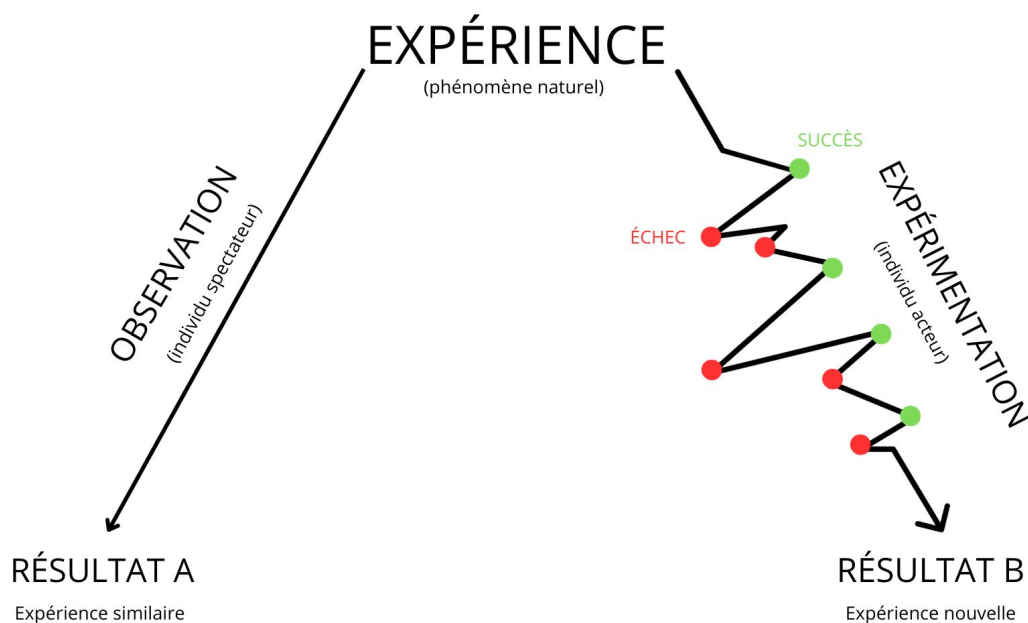 EXPÉRIENCE
(phénomène naturel)
OBSERVATION
(individu spectateur)
SUCCÈS
ÉCHEC
EXPÉRIMENTATION
(individu acteur)
RÉSULTAT A
Expérience similaire
RÉSULTAT B
Expérience nouvelle